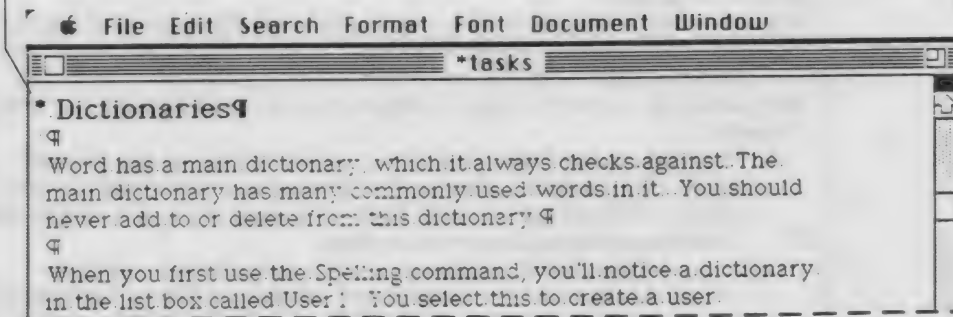 File Edit Search Format Font Document Window
*tasks
* Dictionaries¶
¶
Word has a main dictionary, which it always checks against. The
main dictionary has many commonly used words in it. You should
never add to or delete from this dictionary.¶
¶
When you first use the Spelling command, you'll notice a dictionary
in the list box called User 1. You select this to create a user